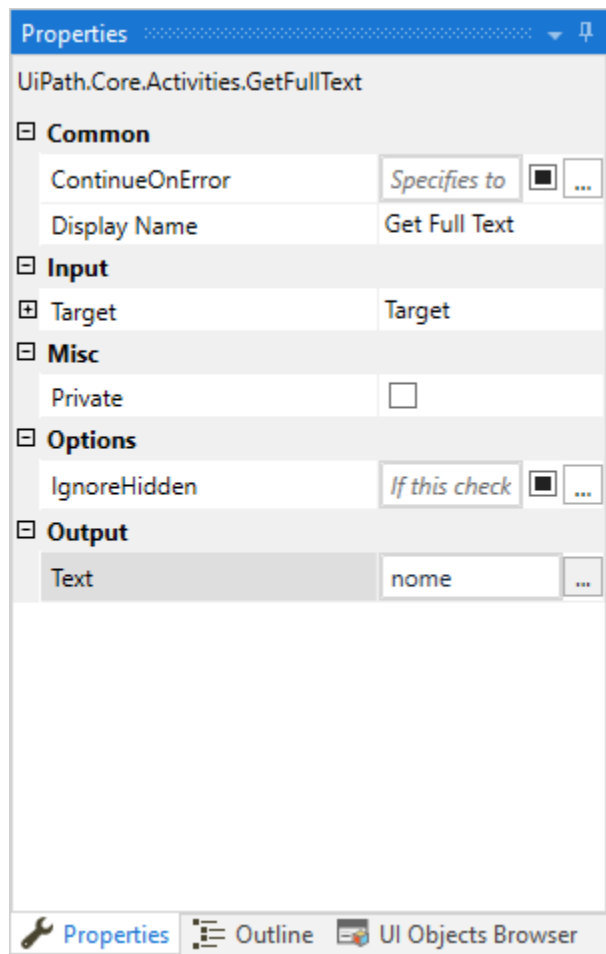 Properties
UiPath.Core.Activities.GetFullText
Common
ContinueOnError Specifies to ...
Display Name Get Full Text
Input
Target Target
Misc
Private
Options
IgnoreHidden If this check ...
Output
Text nome ...
Properties Outline UI Objects Browser